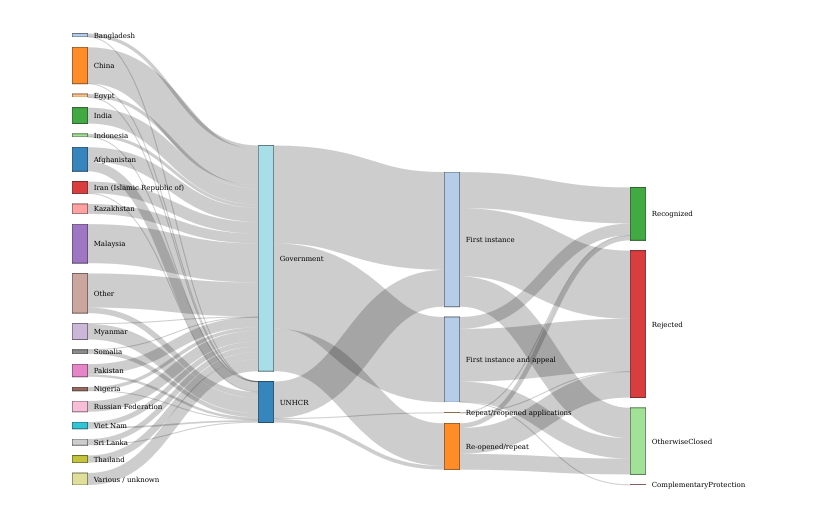 Bangladesh
China
Egypt
India
Indonesia
Afghanistan
Iran (Islamic Republic of)
Kazakhstan
Malaysia
Other
Myanmar
Somalia
Pakistan
Nigeria
Russian Federation
Viet Nam
Sri Lanka
Thailand
Various / unknown
Government
UNHCR
First instance
First instance and appeal
Repeat/reopened applications
Re-opened/repeat
Recognized
Rejected
OtherwiseClosed
ComplementaryProtection